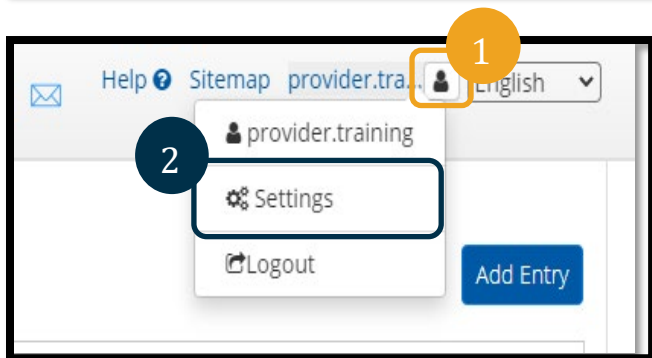 1
Help Sitemap provider.tra... English
provider.training
2
Settings
Logout
Add Entry